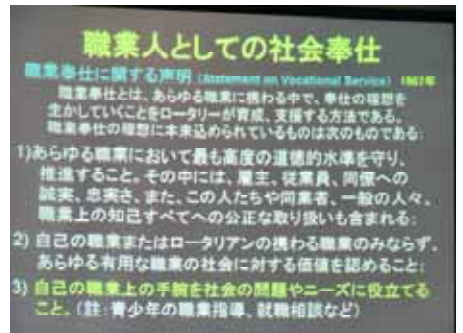 職業人としての社会奉仕
職業奉仕に関する声明 (Statement on Vocational Service) 1987年
職業奉仕とは、あらゆる職業に携わる中で、奉仕の理想を
生かしていくことをロータリーが育成、支援する方法である。
職業奉仕の理想に本来込められているものは次のものである:
1)あらゆる職業において最も高度の道徳的水準を守り、
推進すること。その中には、雇主、従業員、同僚への
誠実、忠実さ、また、この人たちや同業者、一般の人々、
職業上の知己すべてへの公正な取り扱いも含まれる;
2) 自己の職業またはロータリアンの携わる職業のみならず、
あらゆる有用な職業の社会に対する価値を認めること;
3) 自己の職業上の手腕を社会の問題やニーズに役立てる
こと。(註:青少年の職業指導、就職相談など)